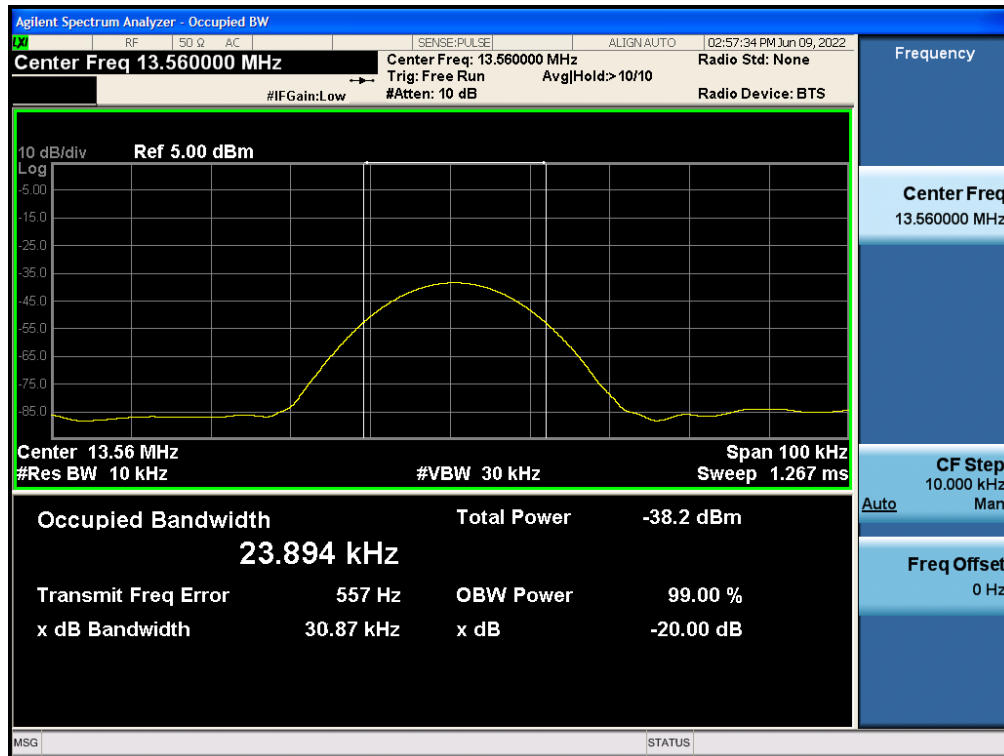 Agilent Spectrum Analyzer - Occupied BW
LXI RF 50 Ω AC SENSE:PULSE ALIGN AUTO 02:57:34 PM Jun 09, 2022
Center Freq 13.560000 MHz
Center Freq: 13.560000 MHz
Radio Std: None
Trig: Free Run Avg|Hold:> 10/10
#IFGain:Low
#Atten: 10 dB
Radio Device: BTS
10 dB/div Ref 5.00 dBm
Log
-5.00
-15.0
-25.0
-35.0
-45.0
-55.0
-65.0
-75.0
-85.0
Center 13.56 MHz Span 100 kHz
#Res BW 10 kHz #VBW 30 kHz Sweep 1.267 ms
Occupied Bandwidth Total Power -38.2 dBm
23.894 kHz
Transmit Freq Error 557 Hz OBW Power 99.00 %
x dB Bandwidth 30.87 kHz x dB -20.00 dB
MSG STATUS
Frequency
Center Freq
13.560000 MHz
CF Step
10.000 kHz
Auto Man
Freq Offset
0 Hz